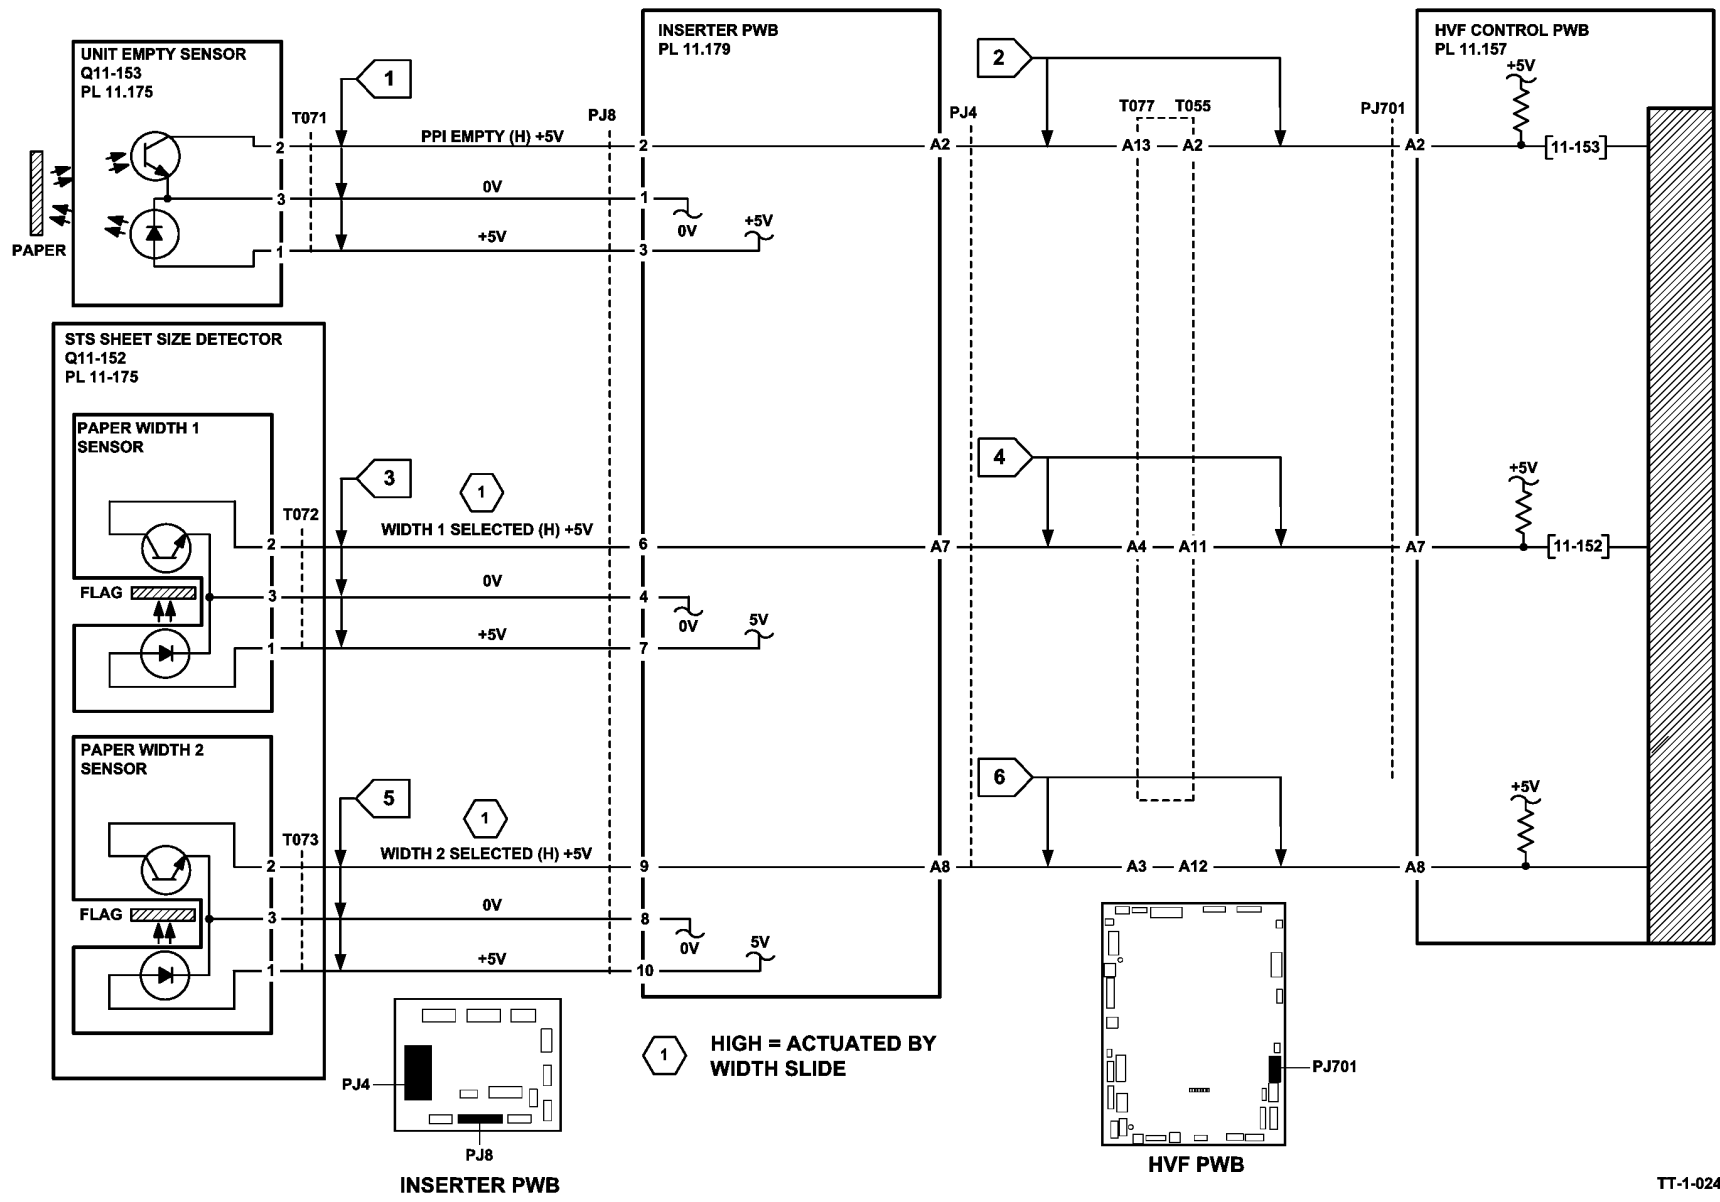 UNIT EMPTY SENSOR
Q11-153
PL 11.175
PAPER
T071
1
PPI EMPTY (H) +5V
0V
+5V
2
3
1
PJ8
INSERTER PWB
PL 11.179
2
1
3
0V
+5V
A2
PJ4
2
T077 T055
A13 A2
PJ701
HVF CONTROL PWB
PL 11.157
+5V
A2
11-153
STS SHEET SIZE DETECTOR
Q11-152
PL 11-175
PAPER WIDTH 1
SENSOR
FLAG
T072
3
1
WIDTH 1 SELECTED (H) +5V
0V
+5V
2
3
1
6
4
7
0V
5V
A7
4
A4 A11
A7
+5V
11-152
PAPER WIDTH 2
SENSOR
FLAG
T073
5
1
WIDTH 2 SELECTED (H) +5V
0V
+5V
2
3
1
9
8
10
0V
5V
A8
6
A3 A12
A8
+5V
PJ4
PJ8
INSERTER PWB
1
HIGH = ACTUATED BY
WIDTH SLIDE
PJ701
HVF PWB
TT-1-024